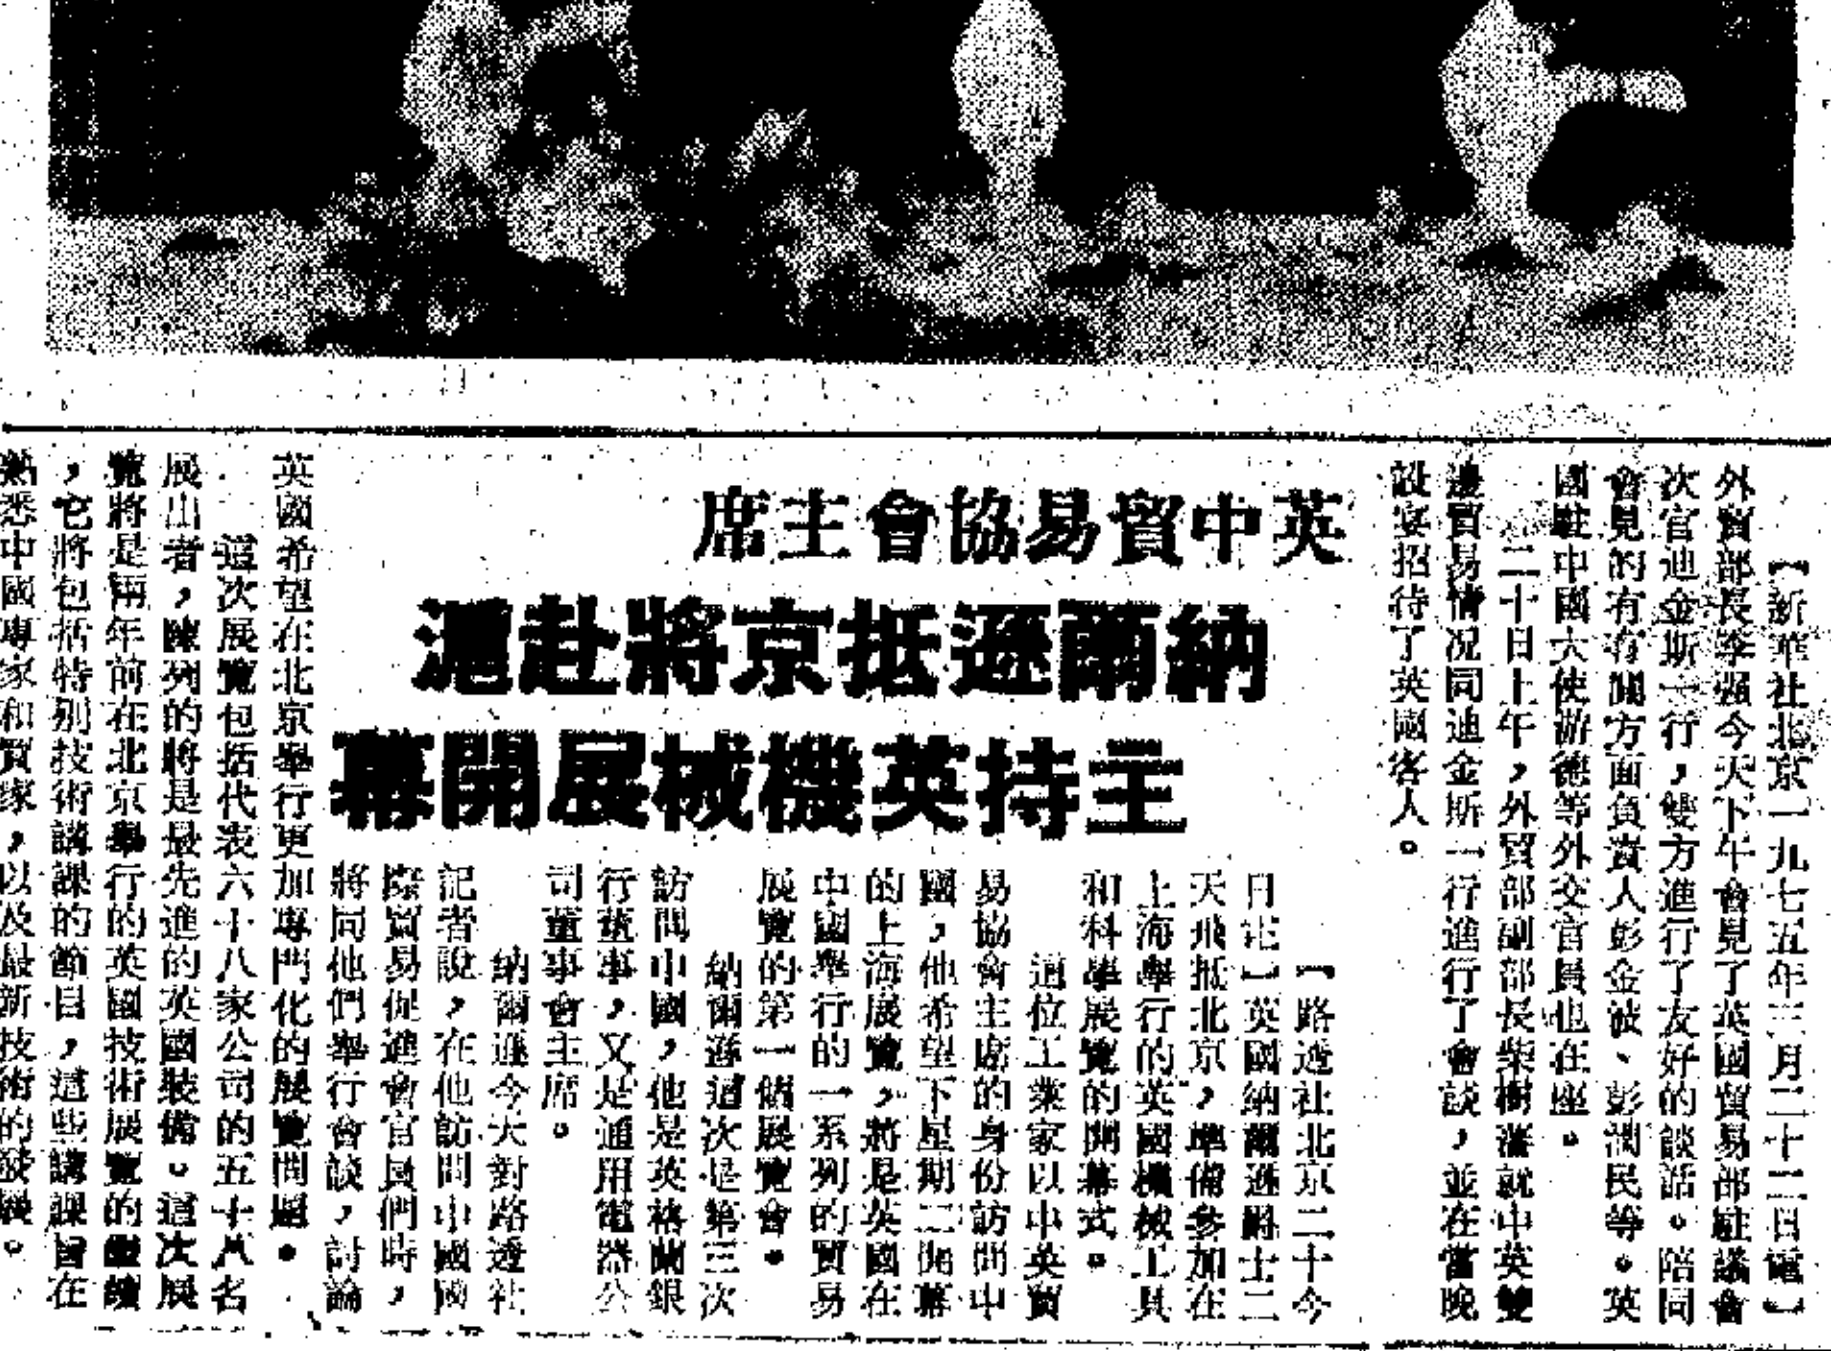 【新華社北京一九七五年三月二十二日電】
外貿部長李强今天下午會見了英國貿易部駐議會
次官迪金斯一行，雙方進行了友好的談話。陪同
會見的有有關方面負責人彭金波、彭潤民等。英
國駐中國大使游德等外交官員也在座。
二十日上午，外貿部副部長柴樹藩就中英雙
邊貿易情况同迪金斯一行進行了會談，並在當晚
設宴招待了英國客人。
英中貿易協會主席
納爾遜抵京將赴滬
主持英機械展開幕
【路透社北京二十今
日電】英國納爾遜爵士二
天飛抵北京，準備參加在
上海舉行的英國機械工具
和科學展覽的開幕式。
這位工業家以中英貿
易協會主席的身份訪問中
國，他希望下星期二開幕
的上海展覽，將是英國在
中國舉行的一系列的貿易
展覽的第一個展覽會。
納爾遜這次是第三次
訪問中國，他是英格蘭銀
行董事，又是通用電器公
司董事會主席。
納爾遜今天對路透社
記者說，在他訪問中國國
際貿易促進會官員們時，
將同他們舉行會談，討論
英國希望在北京舉行更加專門化的展覽問題。
這次展覽包括代表六十八家公司的五十八名
展出者，陳列的將是最先進的英國裝備。這次展
覽將是兩年前在北京舉行的英國技術展覽的繼續
，它將包括特别技術講課的節目，這些講課旨在
熟悉中國專家和買家，以及最新技術的發展。